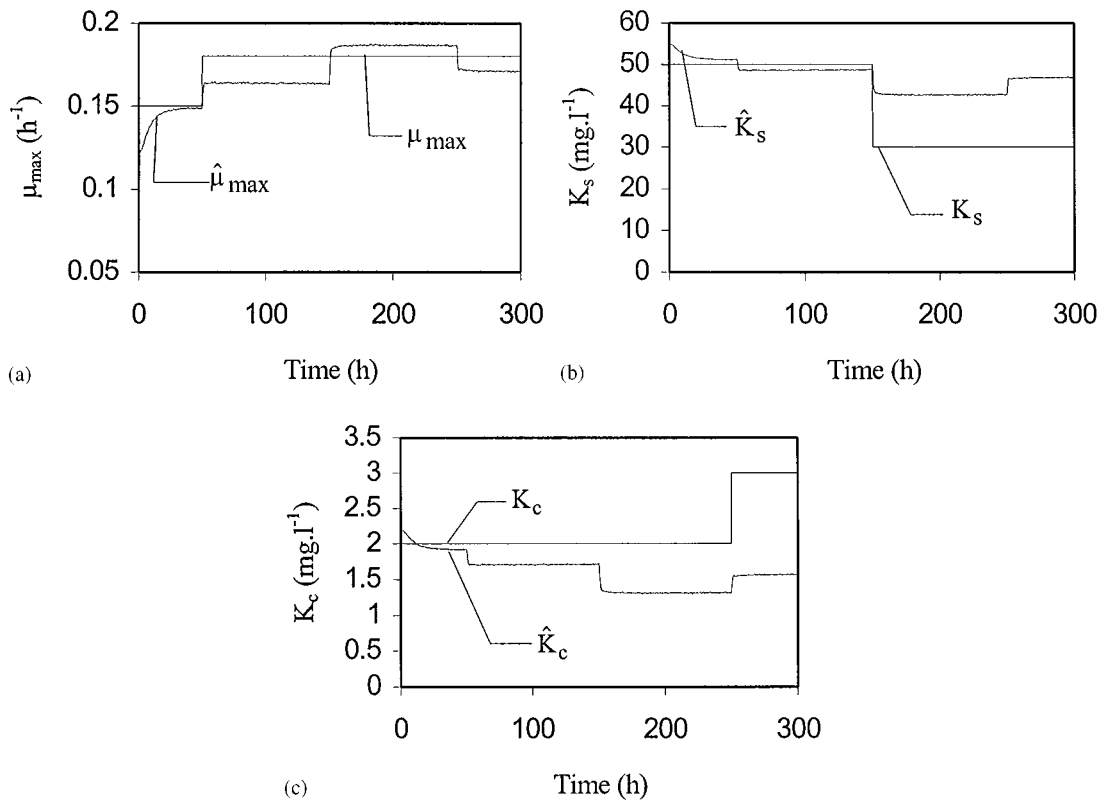 0.2
0.15
0.1
0.05
μmax (h-1)
μ̂ max
μ max
0
100
200
300
Time (h)
(a)
60
50
40
30
20
10
0
Ks (mg.l-1)
K̂s
Ks
0
100
200
300
Time (h)
(b)
3.5
3
2.5
2
1.5
1
0.5
0
Kc (mg.l-1)
Kc
K̂c
0
100
200
300
Time (h)
(c)